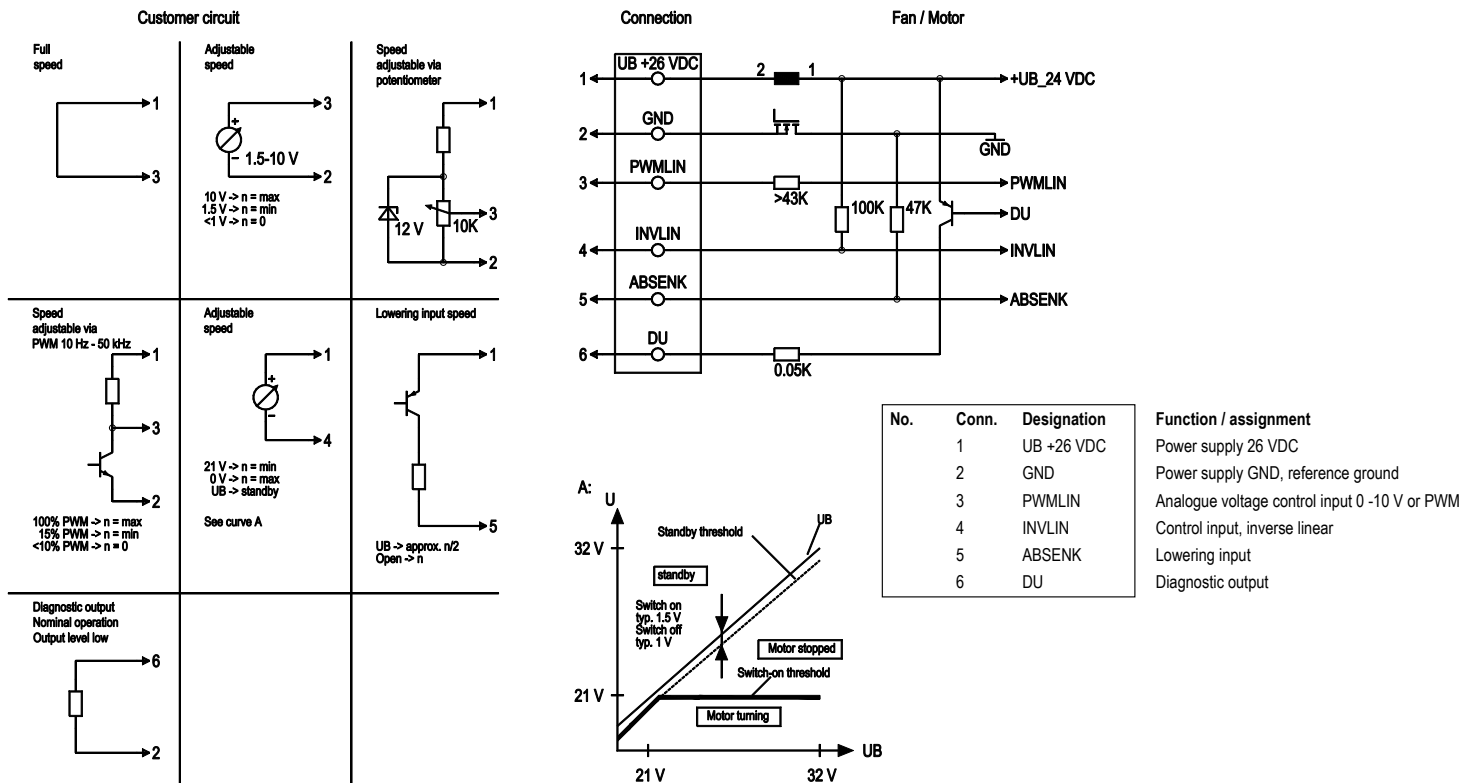 Customer circuit
Full
speed
1
3
Adjustable
speed
3
+
−
1.5-10 V
2
10 V -> n = max
1.5 V -> n = min
<1 V -> n = 0
Speed
adjustable via
potentiometer
1
12 V
3
10K
2
Speed
adjustable via
PWM 10 Hz - 50 kHz
1
3
2
100% PWM -> n = max
15% PWM -> n = min
<10% PWM -> n = 0
Adjustable
speed
1
+
−
4
21 V -> n = min
0 V -> n = max
UB -> standby
See curve A
Lowering input speed
1
5
UB -> approx. n/2
Open -> n
Diagnostic output
Nominal operation
Output level low
6
2
Connection
Fan / Motor
1
UB +26 VDC
2
1
+UB_24 VDC
2
GND
GND
3
PWMLIN
>43K
PWMLIN
100K
47K
DU
4
INVLIN
INVLIN
5
ABSENK
ABSENK
6
DU
0.05K
No. Conn. Designation Function / assignment
1 UB +26 VDC Power supply 26 VDC
2 GND Power supply GND, reference ground
3 PWMLIN Analogue voltage control input 0 -10 V or PWM
4 INVLIN Control input, inverse linear
5 ABSENK Lowering input
6 DU Diagnostic output
A:
U
UB
Standby threshold
32 V
standby
Switch on
typ. 1.5 V
Switch off
typ. 1 V
Motor stopped
Switch-on threshold
21 V
Motor turning
UB
21 V
32 V